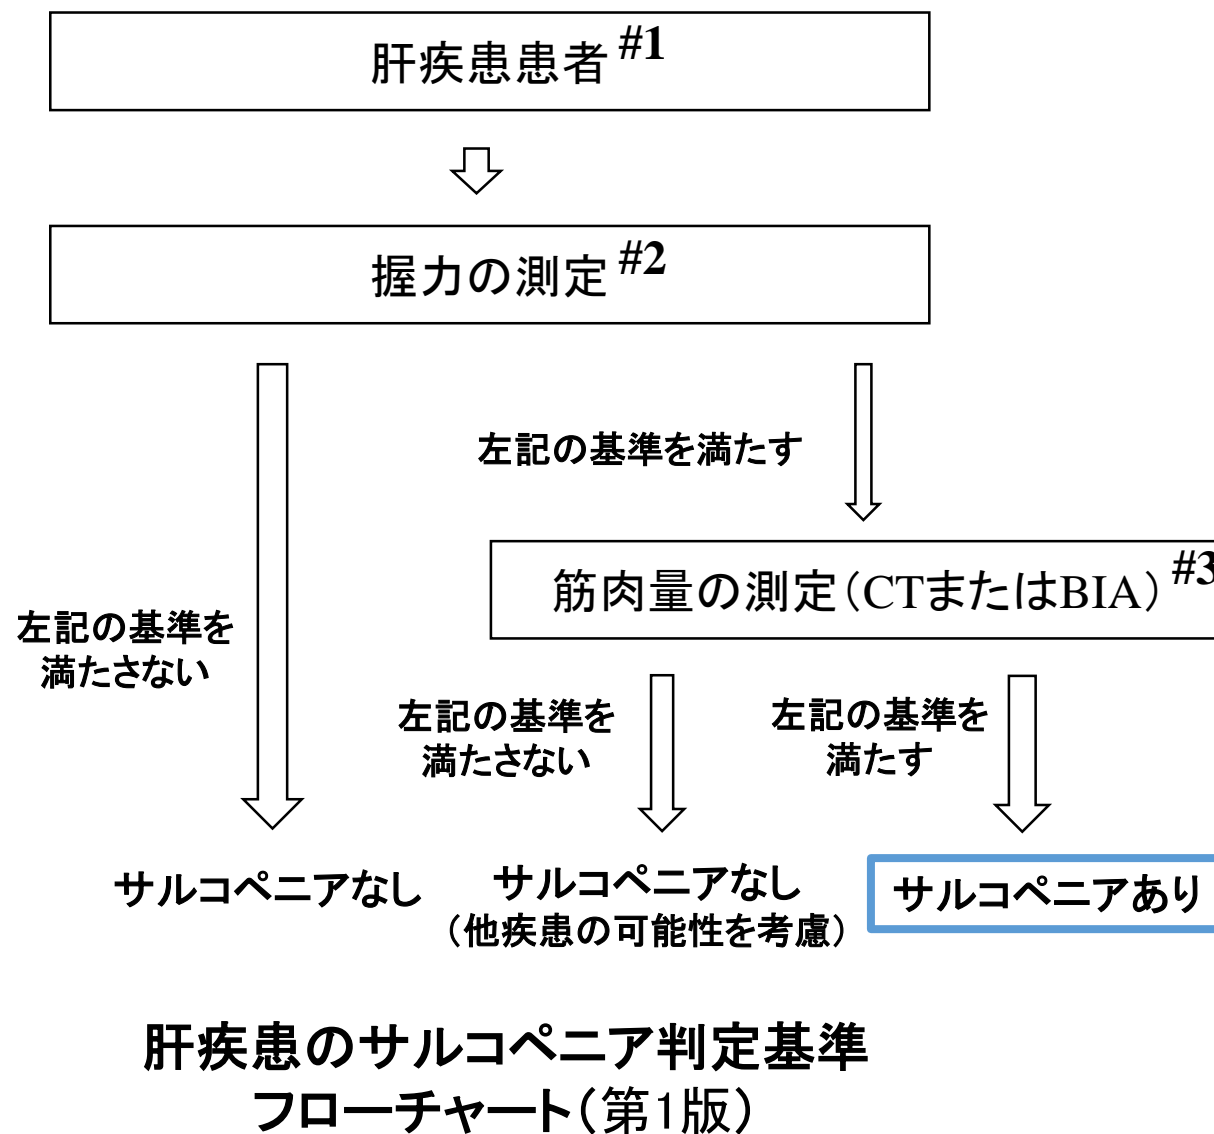 肝疾患患者 #1
握力の測定 #2
左記の基準を満たす
筋肉量の測定（CTまたはBIA） #3
左記の基準を
満たさない
左記の基準を
満たさない
左記の基準を
満たす
サルコペニアなし
サルコペニアなし
（他疾患の可能性を考慮）
サルコペニアあり
肝疾患のサルコペニア判定基準
フローチャート（第1版）